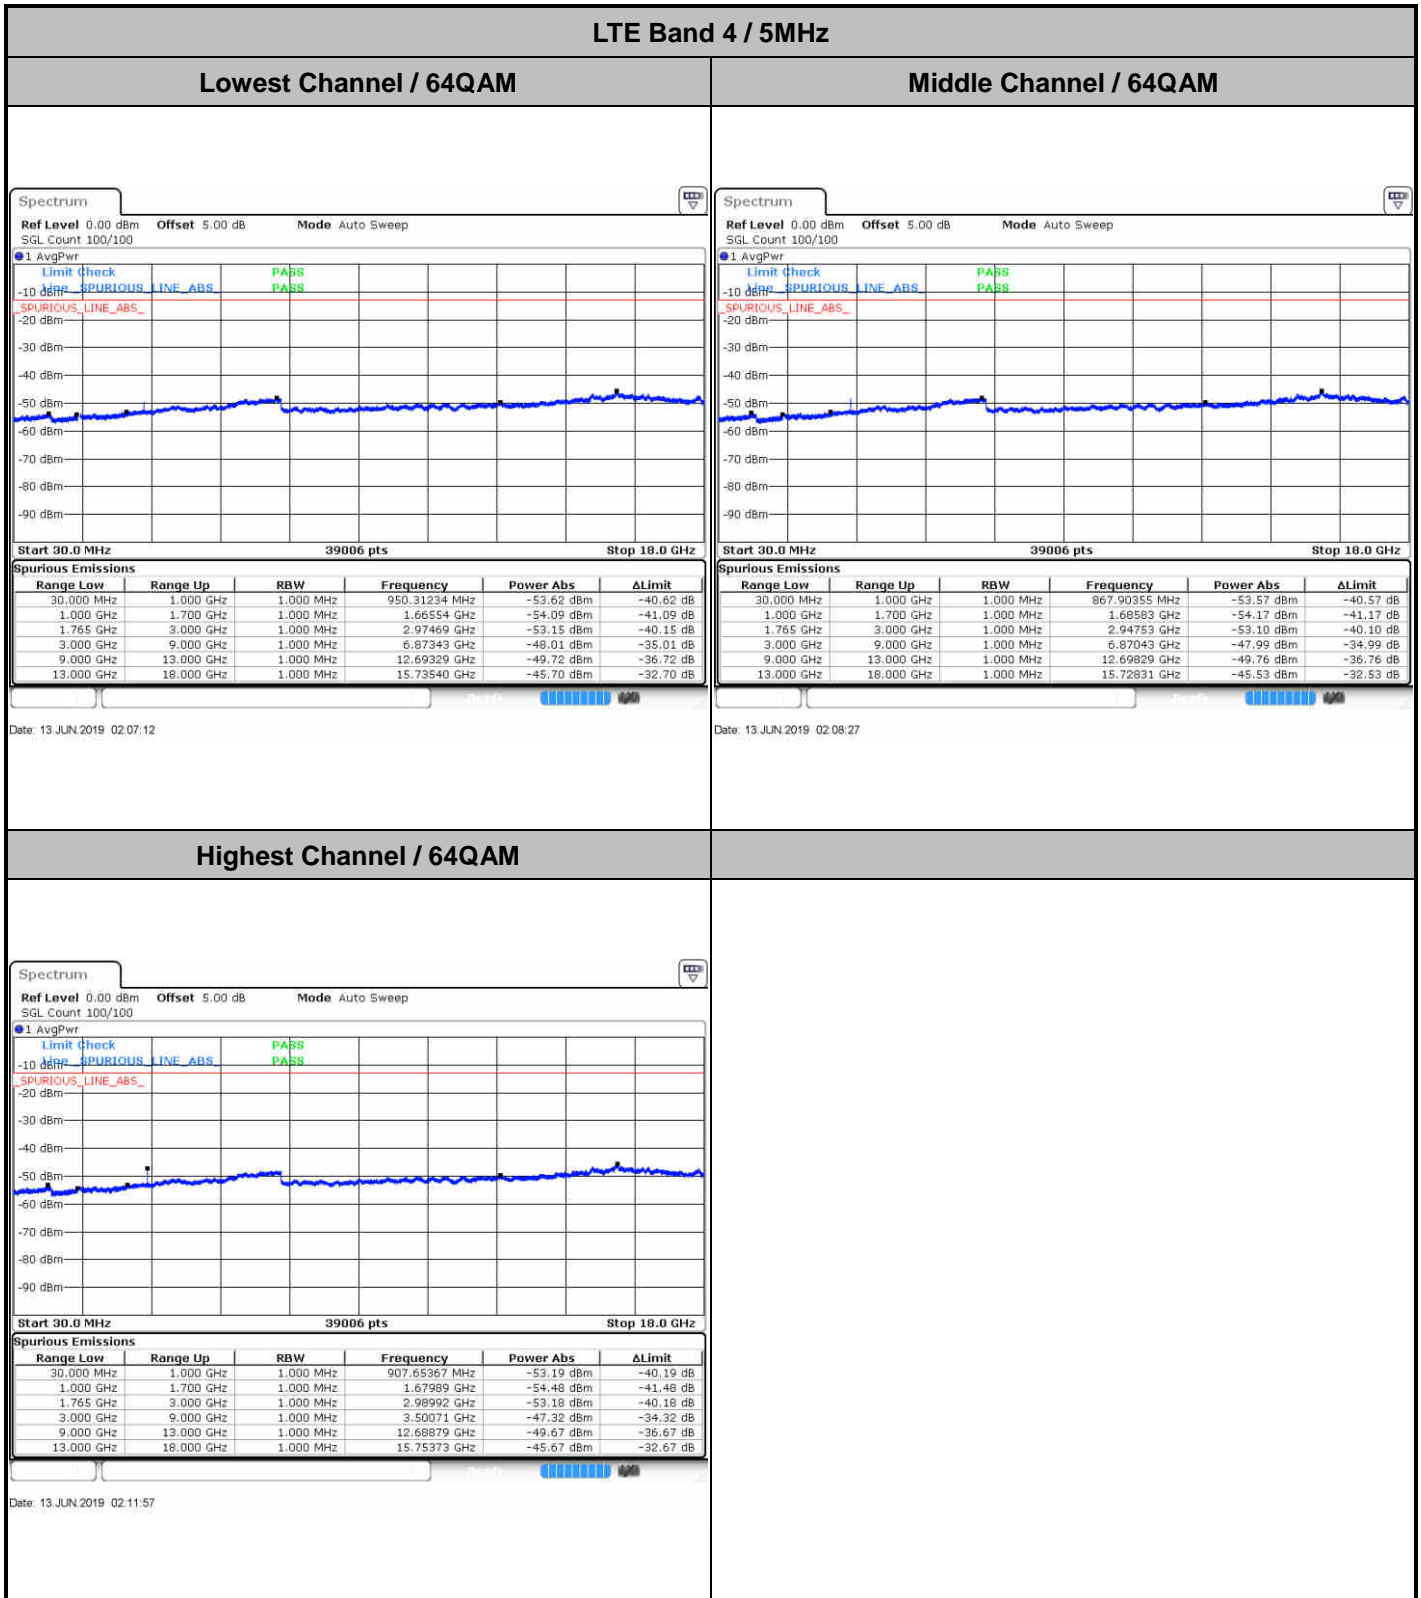 LTE Band 4 / 5MHz
Lowest Channel / 64QAM
Middle Channel / 64QAM
Spectrum
Ref Level 0.00 dBm Offset 5.00 dB Mode Auto Sweep
SGL Count 100/100
1 AvgPwr
Limit Check PASS
Line _SPURIOUS_LINE_ABS_ PASS
-10 dBm
_SPURIOUS_LINE_ABS_
-20 dBm
-30 dBm
-40 dBm
-50 dBm
-60 dBm
-70 dBm
-80 dBm
-90 dBm
Start 30.0 MHz 39006 pts Stop 18.0 GHz
Spurious Emissions
Range Low Range Up RBW Frequency Power Abs ΔLimit
30.000 MHz 1.000 GHz 1.000 MHz 950.31234 MHz -53.62 dBm -40.62 dB
1.000 GHz 1.700 GHz 1.000 MHz 1.66554 GHz -54.09 dBm -41.09 dB
1.765 GHz 3.000 GHz 1.000 MHz 2.97469 GHz -53.15 dBm -40.15 dB
3.000 GHz 9.000 GHz 1.000 MHz 6.87343 GHz -48.01 dBm -35.01 dB
9.000 GHz 13.000 GHz 1.000 MHz 12.69329 GHz -49.72 dBm -36.72 dB
13.000 GHz 18.000 GHz 1.000 MHz 15.73540 GHz -45.70 dBm -32.70 dB
Date: 13.JUN.2019 02:07:12
Spectrum
Ref Level 0.00 dBm Offset 5.00 dB Mode Auto Sweep
SGL Count 100/100
1 AvgPwr
Limit Check PASS
Line _SPURIOUS_LINE_ABS_ PASS
-10 dBm
_SPURIOUS_LINE_ABS_
-20 dBm
-30 dBm
-40 dBm
-50 dBm
-60 dBm
-70 dBm
-80 dBm
-90 dBm
Start 30.0 MHz 39006 pts Stop 18.0 GHz
Spurious Emissions
Range Low Range Up RBW Frequency Power Abs ΔLimit
30.000 MHz 1.000 GHz 1.000 MHz 867.90355 MHz -53.57 dBm -40.57 dB
1.000 GHz 1.700 GHz 1.000 MHz 1.68583 GHz -54.17 dBm -41.17 dB
1.765 GHz 3.000 GHz 1.000 MHz 2.94753 GHz -53.10 dBm -40.10 dB
3.000 GHz 9.000 GHz 1.000 MHz 6.87043 GHz -47.99 dBm -34.99 dB
9.000 GHz 13.000 GHz 1.000 MHz 12.69829 GHz -49.76 dBm -36.76 dB
13.000 GHz 18.000 GHz 1.000 MHz 15.72831 GHz -45.53 dBm -32.53 dB
Date: 13.JUN.2019 02:08:27
Highest Channel / 64QAM
Spectrum
Ref Level 0.00 dBm Offset 5.00 dB Mode Auto Sweep
SGL Count 100/100
1 AvgPwr
Limit Check PASS
Line _SPURIOUS_LINE_ABS_ PASS
-10 dBm
_SPURIOUS_LINE_ABS_
-20 dBm
-30 dBm
-40 dBm
-50 dBm
-60 dBm
-70 dBm
-80 dBm
-90 dBm
Start 30.0 MHz 39006 pts Stop 18.0 GHz
Spurious Emissions
Range Low Range Up RBW Frequency Power Abs ΔLimit
30.000 MHz 1.000 GHz 1.000 MHz 907.65367 MHz -53.19 dBm -40.19 dB
1.000 GHz 1.700 GHz 1.000 MHz 1.67989 GHz -54.48 dBm -41.48 dB
1.765 GHz 3.000 GHz 1.000 MHz 2.98992 GHz -53.18 dBm -40.18 dB
3.000 GHz 9.000 GHz 1.000 MHz 3.50071 GHz -47.32 dBm -34.32 dB
9.000 GHz 13.000 GHz 1.000 MHz 12.68879 GHz -49.67 dBm -36.67 dB
13.000 GHz 18.000 GHz 1.000 MHz 15.75373 GHz -45.67 dBm -32.67 dB
Date: 13.JUN.2019 02:11:57